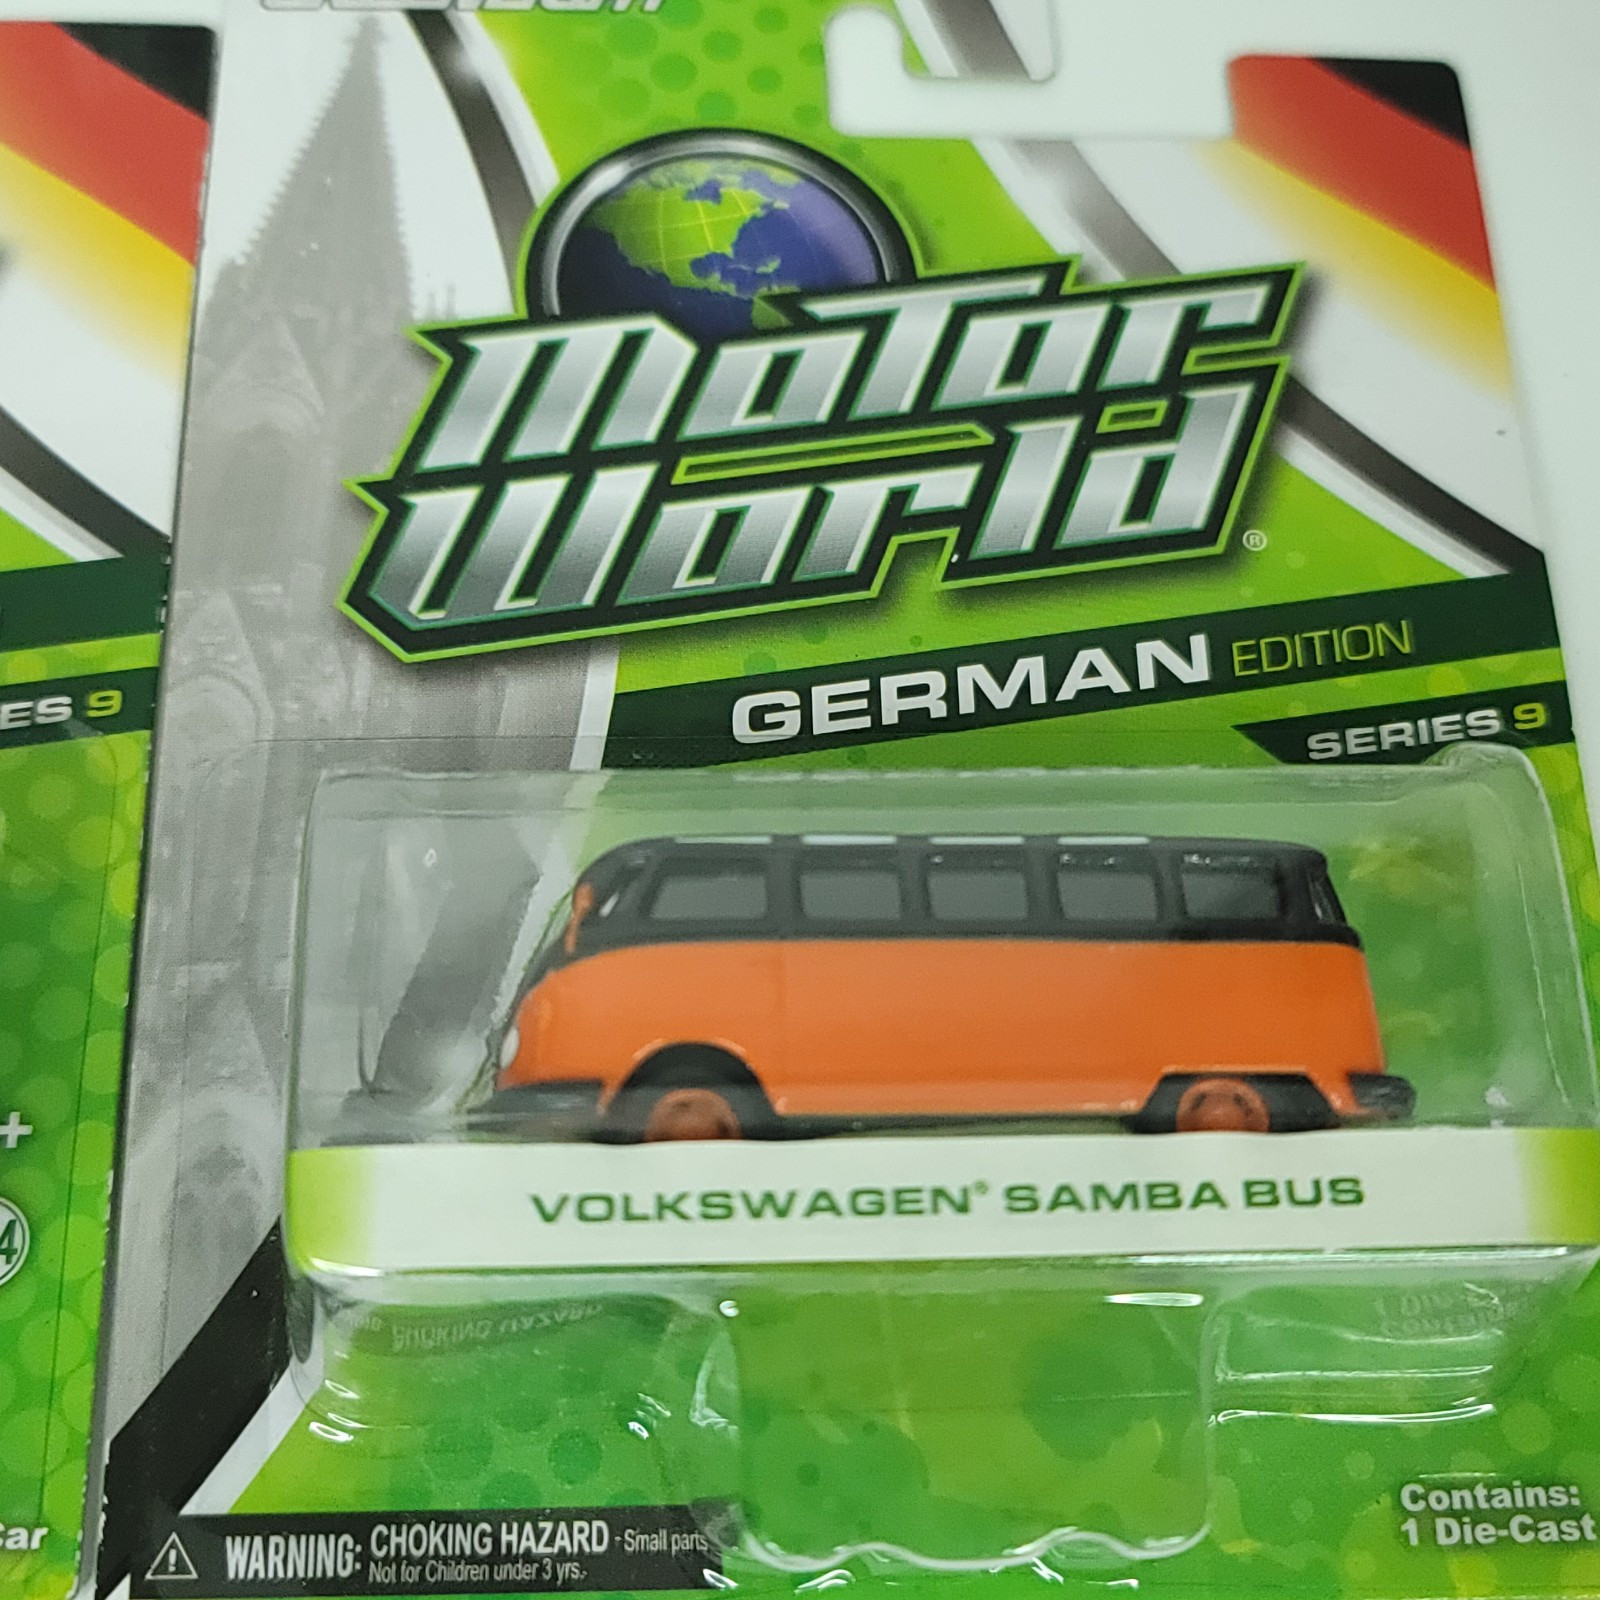 Motor
World®
GERMAN EDITION
SERIES 9
ES 9
VOLKSWAGEN® SAMBA BUS
+
4
Contains:
1 Die-Cast
Car
WARNING: CHOKING HAZARD - Small parts
Not for Children under 3 yrs.